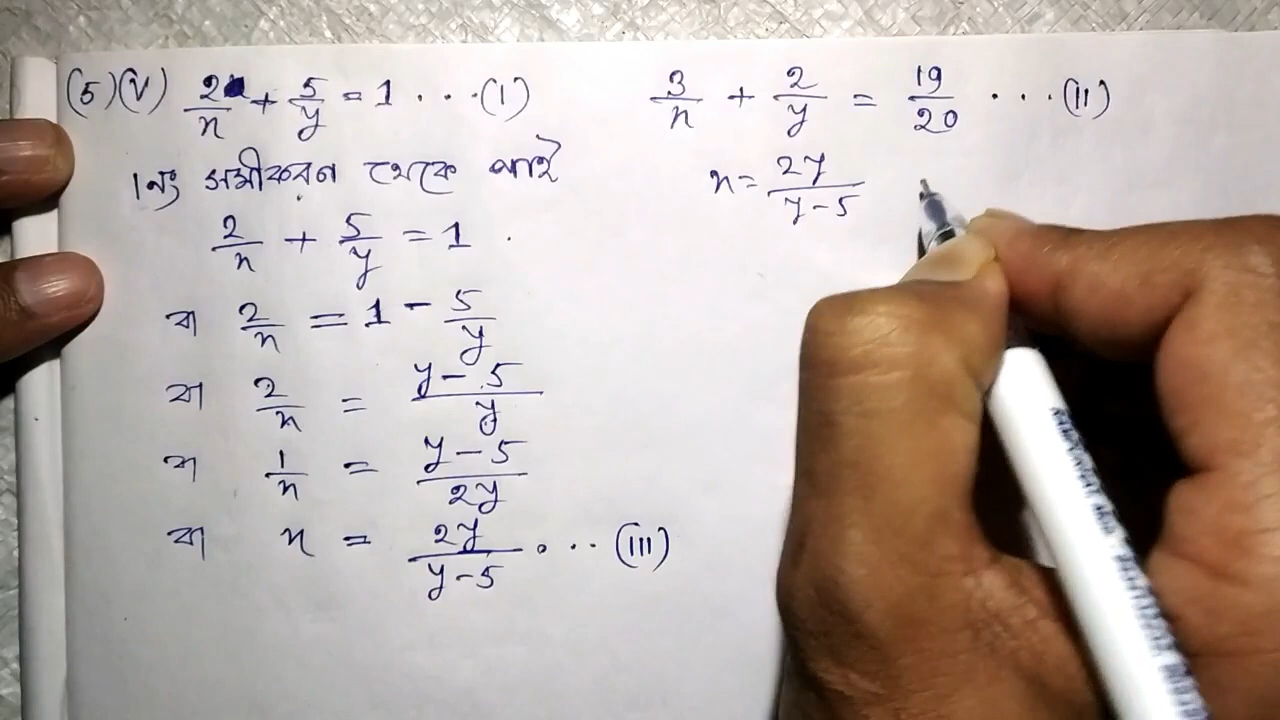 (5)(V) 2/x + 5/y = 1 ...(I)
3/x + 2/y = 19/20 ...(II)
x = 2y/y-5
1নং সমীকরণ থেকে পাই
2/x + 5/y = 1
বা 2/x = 1 - 5/y
বা 2/x = y-5/y
বা 1/x = y-5/2y
বা x = 2y/y-5 ...(III)